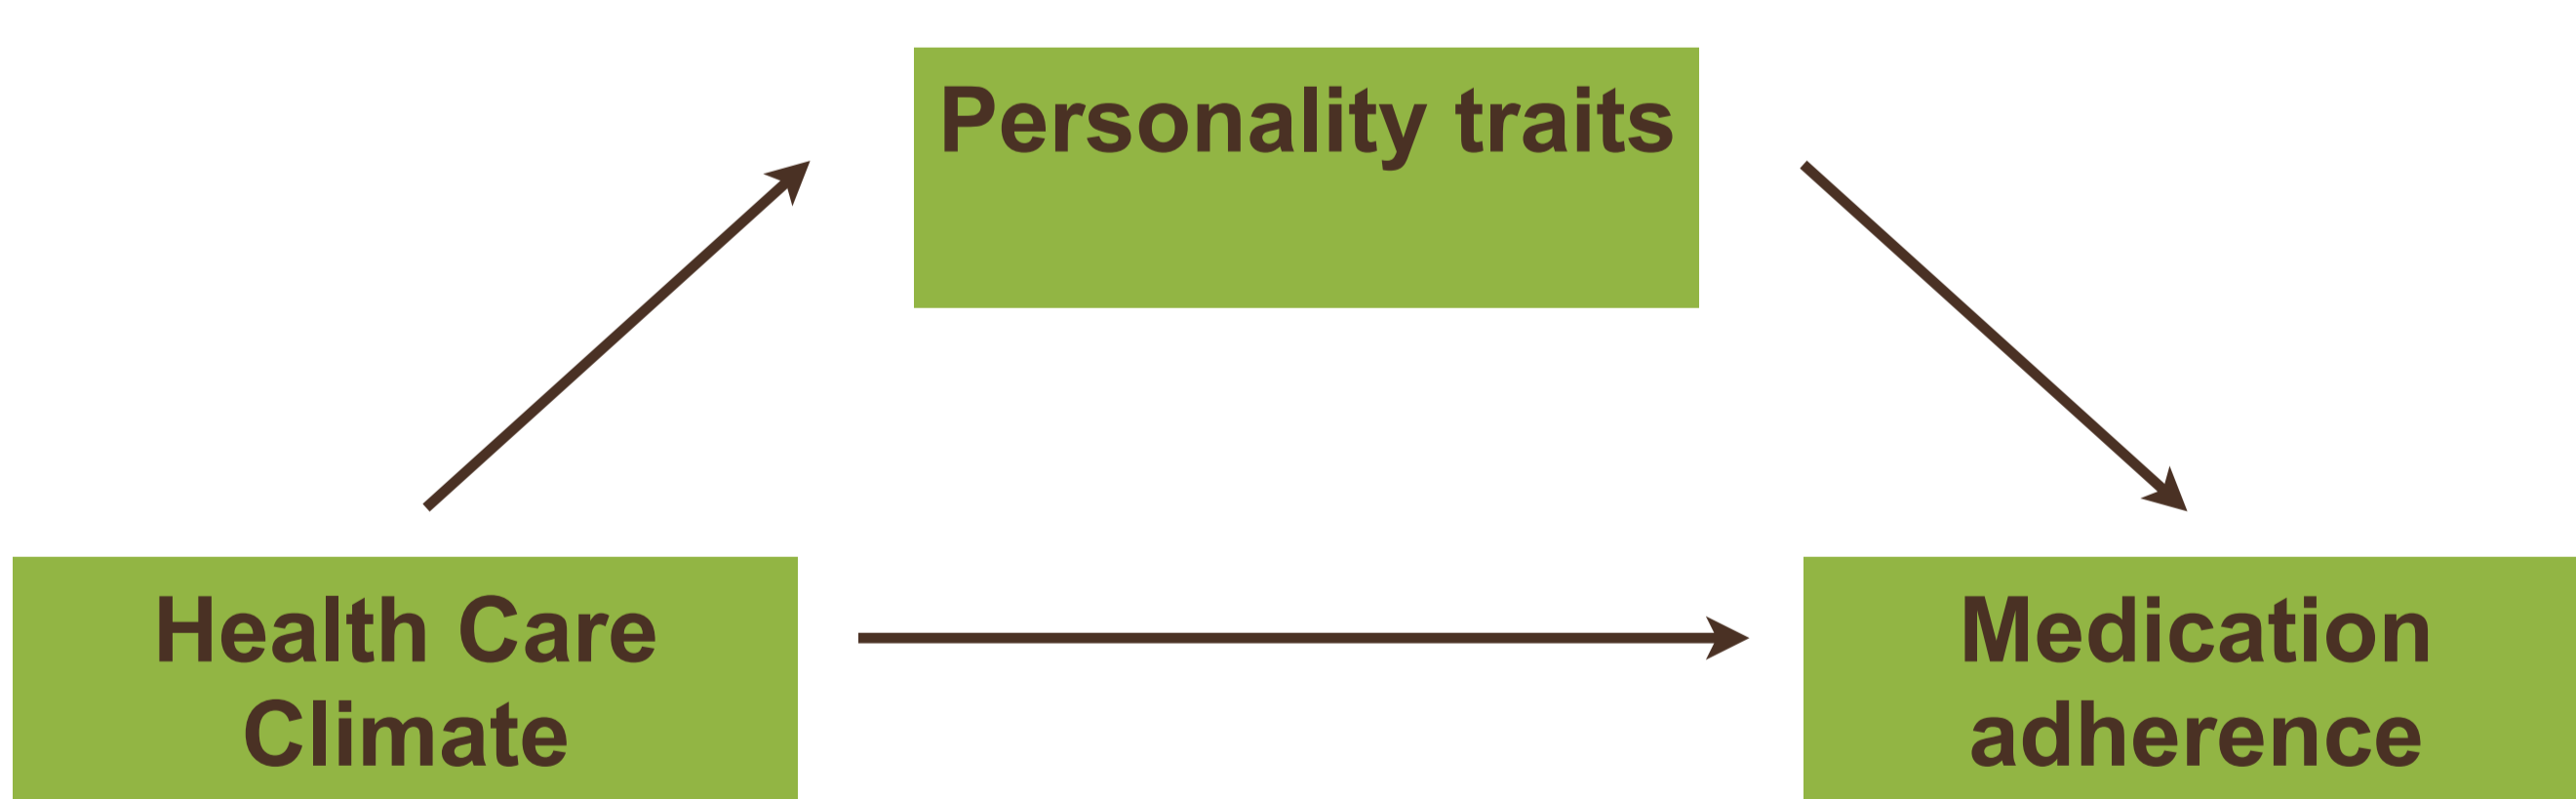 Personality traits
Health Care
Climate
Medication
adherence